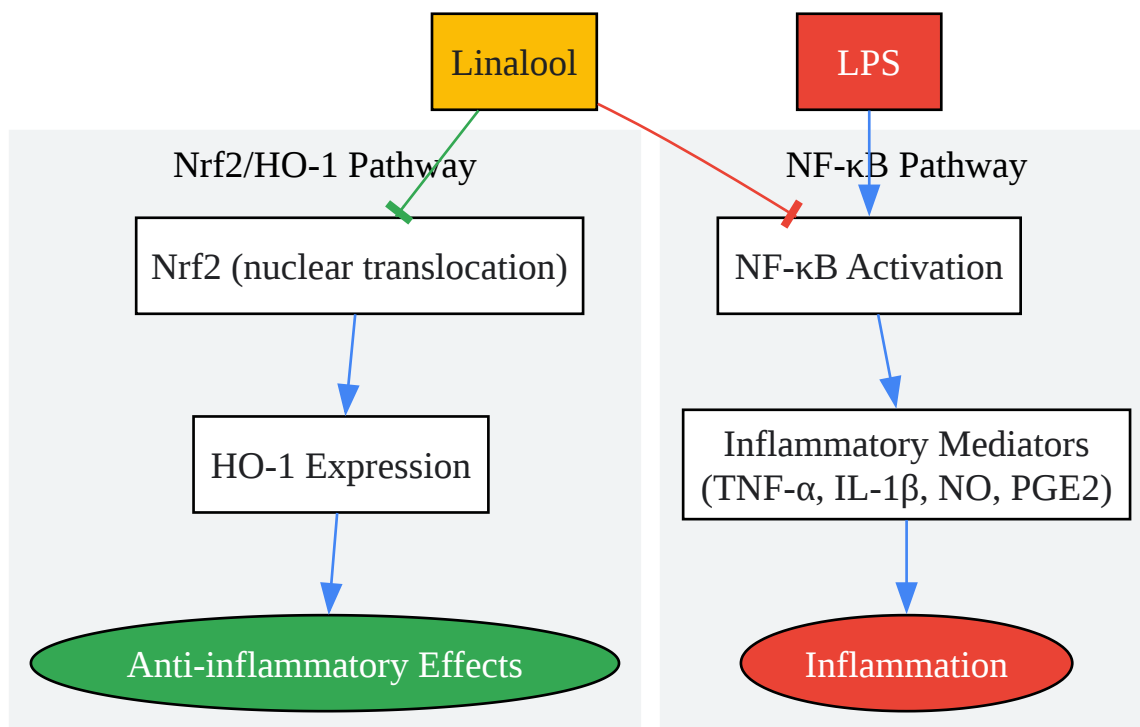 Linalool
LPS
Nrf2/HO-1 Pathway
NF-κB Pathway
Nrf2 (nuclear translocation)
NF-κB Activation
HO-1 Expression
Inflammatory Mediators
(TNF-α, IL-1β, NO, PGE2)
Anti-inflammatory Effects
Inflammation